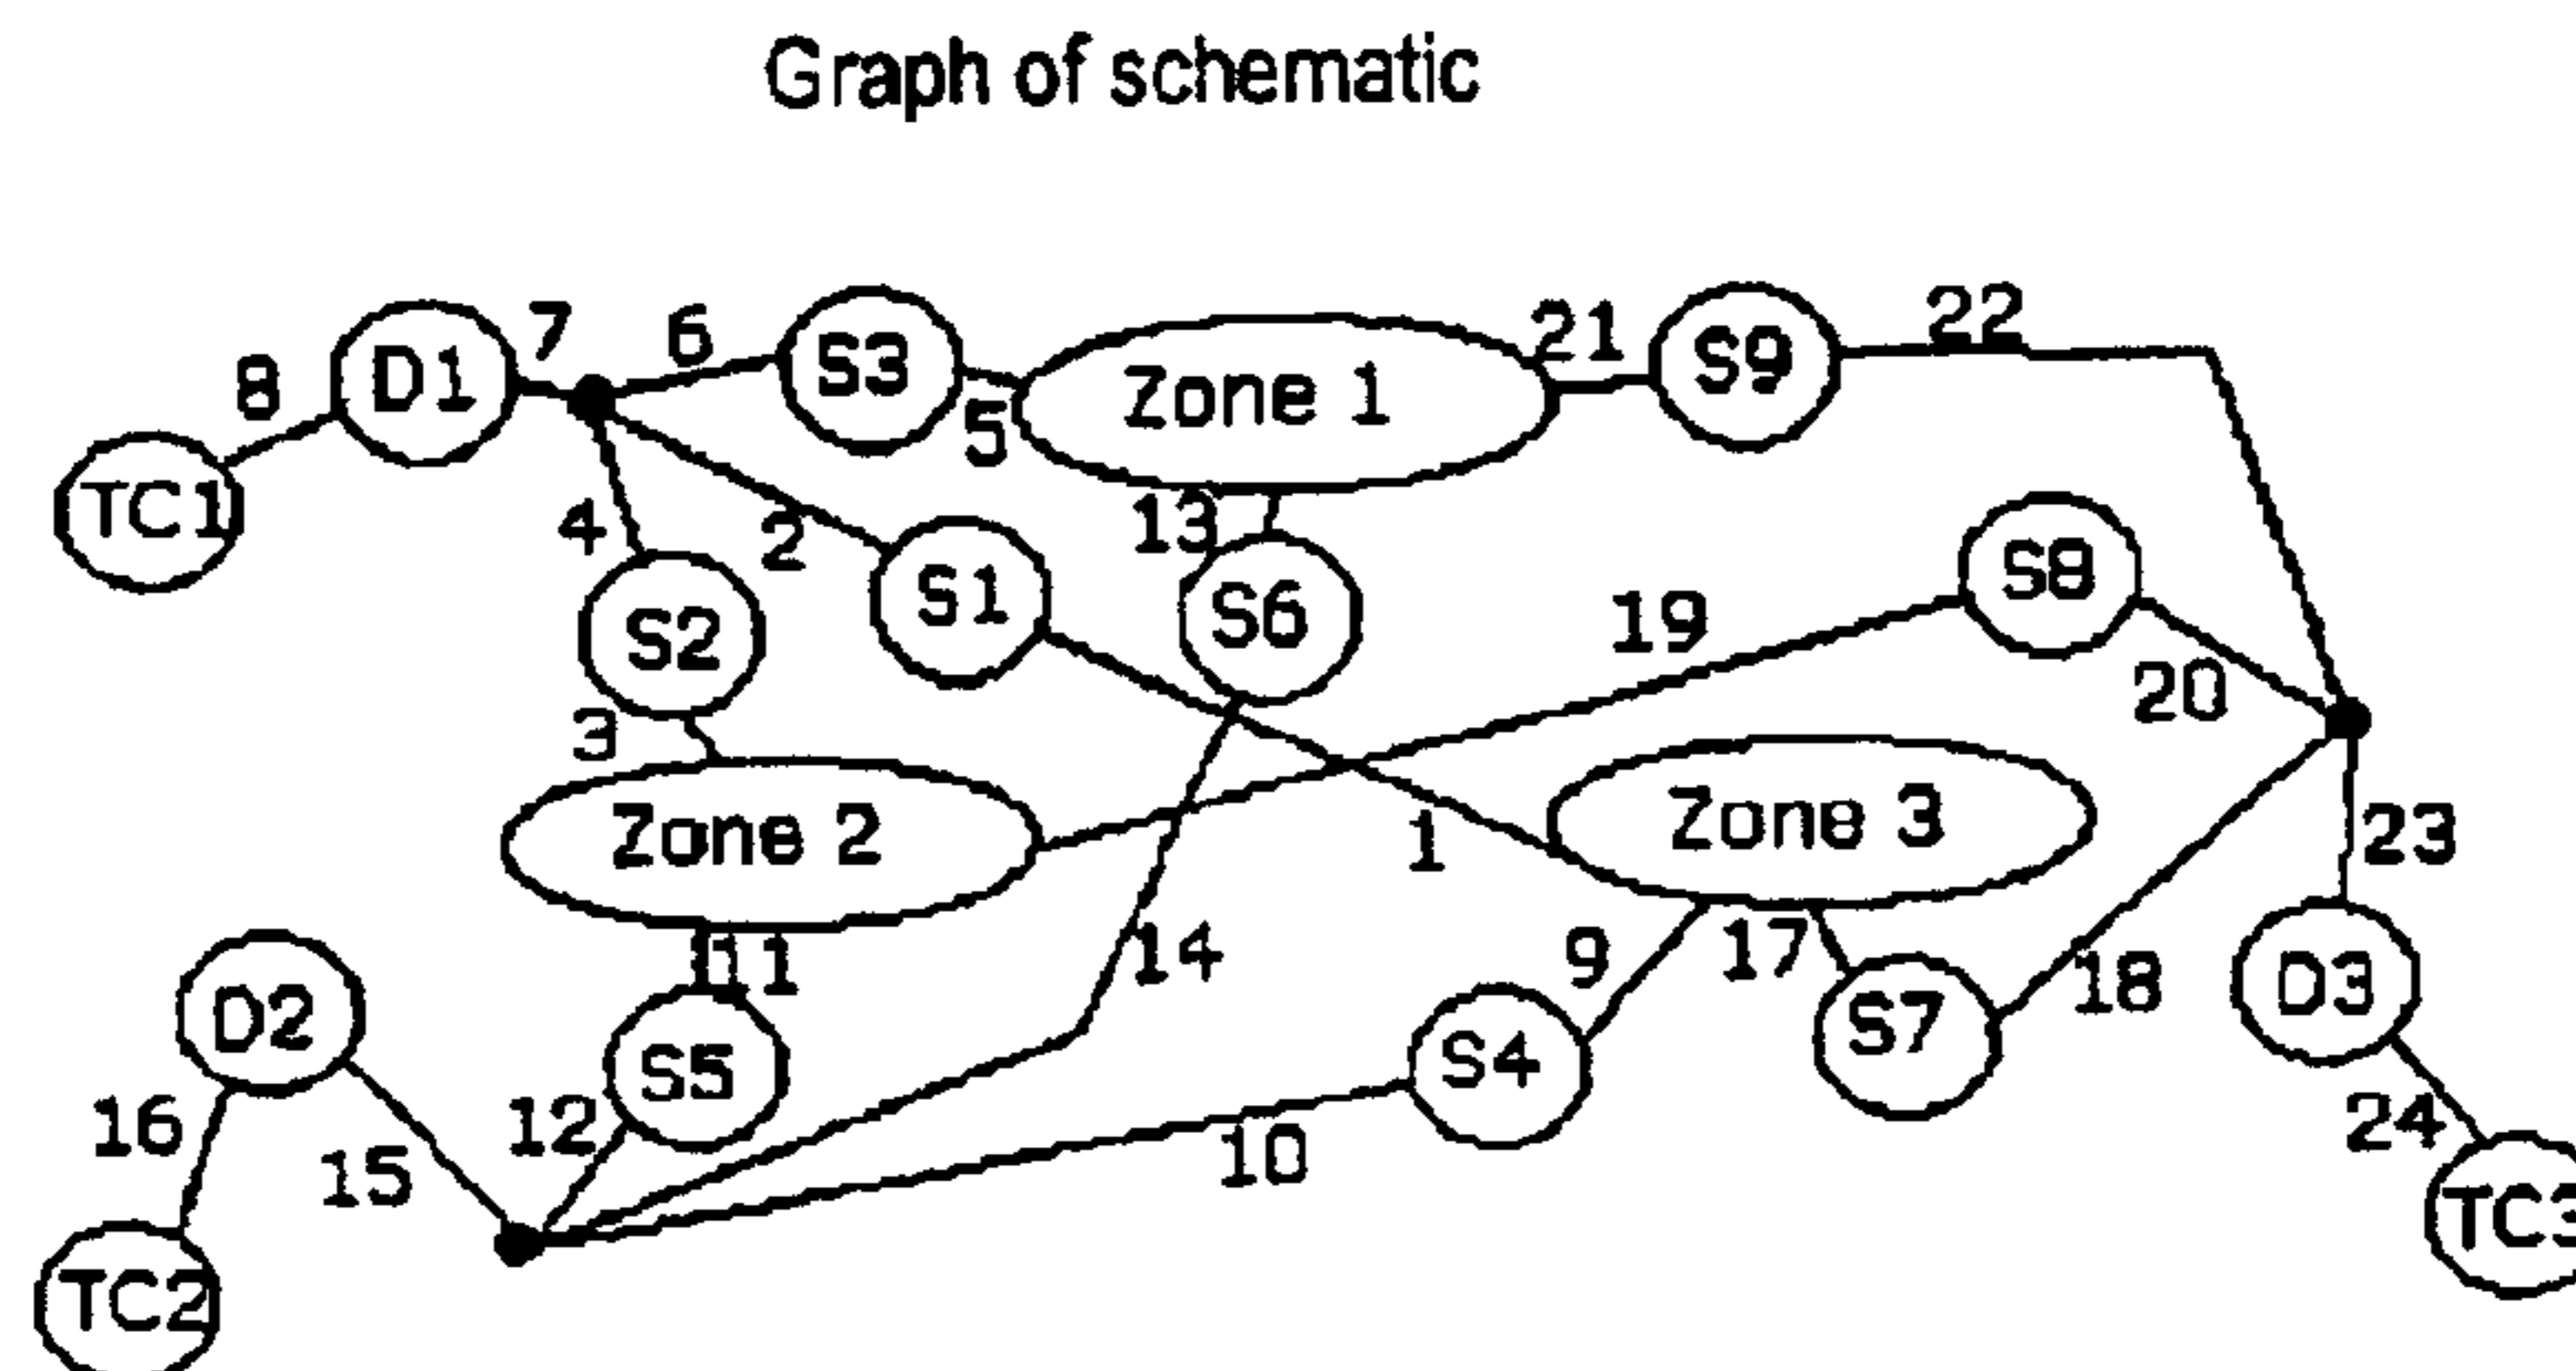 Graph of schematic
7 6 21 22
8 D1 S3 S9
5 Zone 1
TC1
4 2 13
S8
S1 S6 19
S2
20
3
Zone 2 1 Zone 3 23
11 14 9 17 18
D2 D3
S5 S4 S7
16 12
15 10 24
TC2 TC3